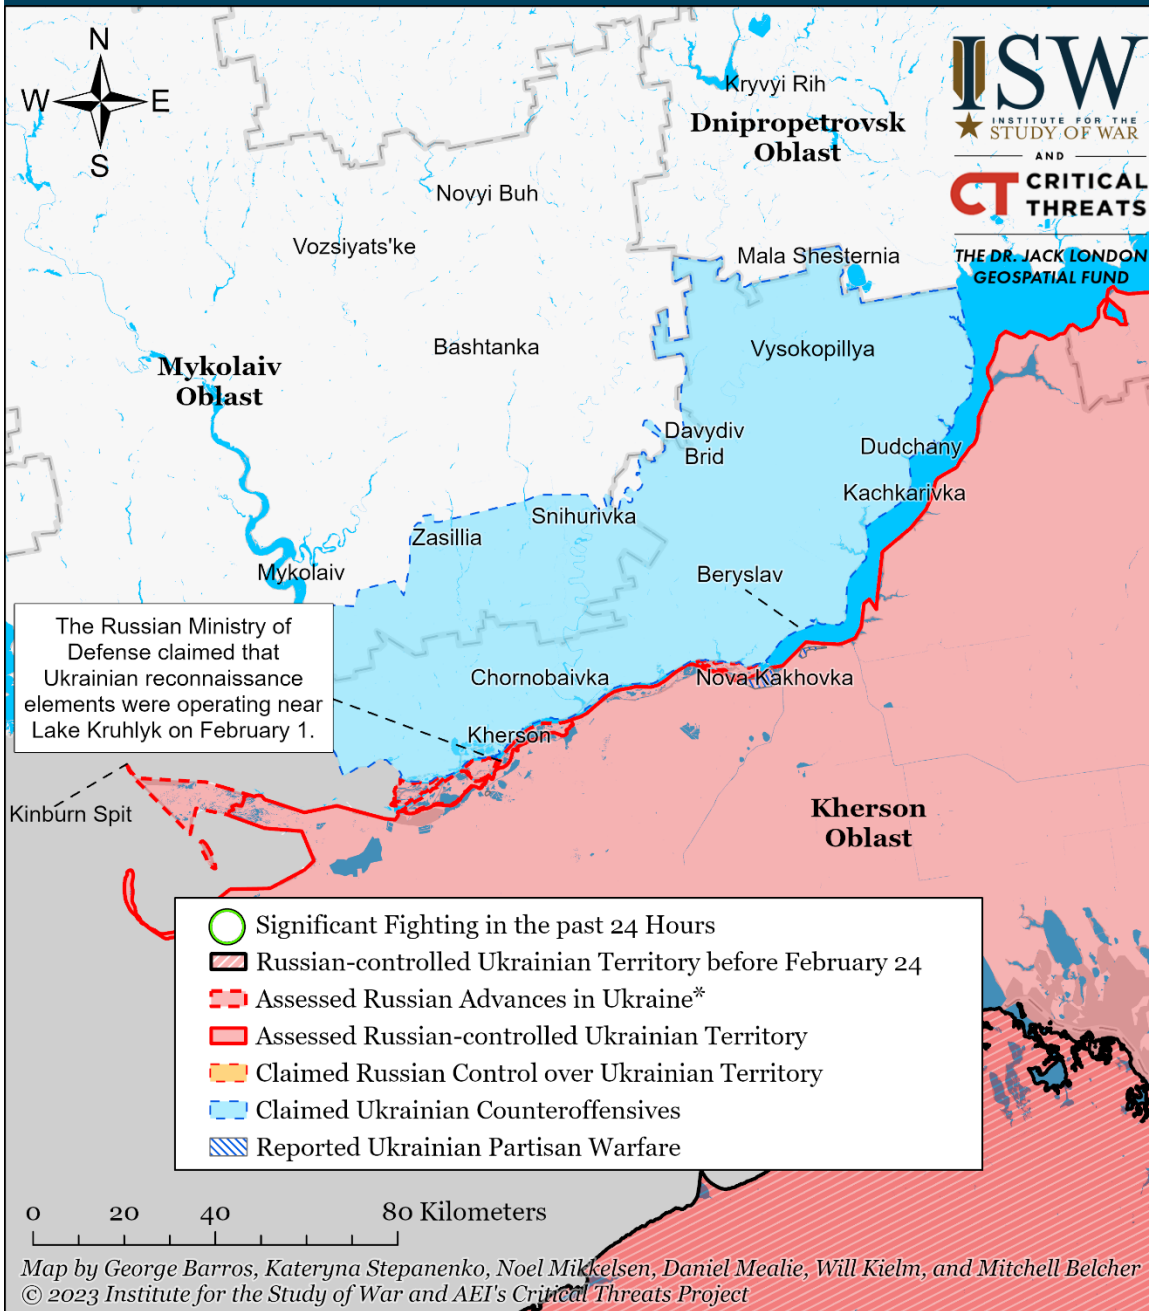 N
W
E
S
Kryvyi Rih
Dnipropetrovsk
Oblast
ISW
INSTITUTE FOR THE
STUDY OF WAR
AND
CT CRITICAL
THREATS
THE DR. JACK LONDON
GEOSPATIAL FUND
Novyi Buh
Vozsiyats'ke
Mala Shesternia
Bashtanka
Vysokopillya
Mykolaiv
Oblast
Davydiv
Brid
Dudchany
Kachkarivka
Snihurivka
Zasillia
Mykolaiv
Beryslav
The Russian Ministry of
Defense claimed that
Ukrainian reconnaissance
elements were operating near
Lake Kruhlyk on February 1.
Chornobaivka
Nova Kakhovka
Kherson
Kinburn Spit
Kherson
Oblast
Significant Fighting in the past 24 Hours
Russian-controlled Ukrainian Territory before February 24
Assessed Russian Advances in Ukraine*
Assessed Russian-controlled Ukrainian Territory
Claimed Russian Control over Ukrainian Territory
Claimed Ukrainian Counteroffensives
Reported Ukrainian Partisan Warfare
0 20 40 80 Kilometers
Map by George Barros, Kateryna Stepanenko, Noel Mikkelsen, Daniel Mealie, Will Kielm, and Mitchell Belcher
© 2023 Institute for the Study of War and AEI's Critical Threats Project